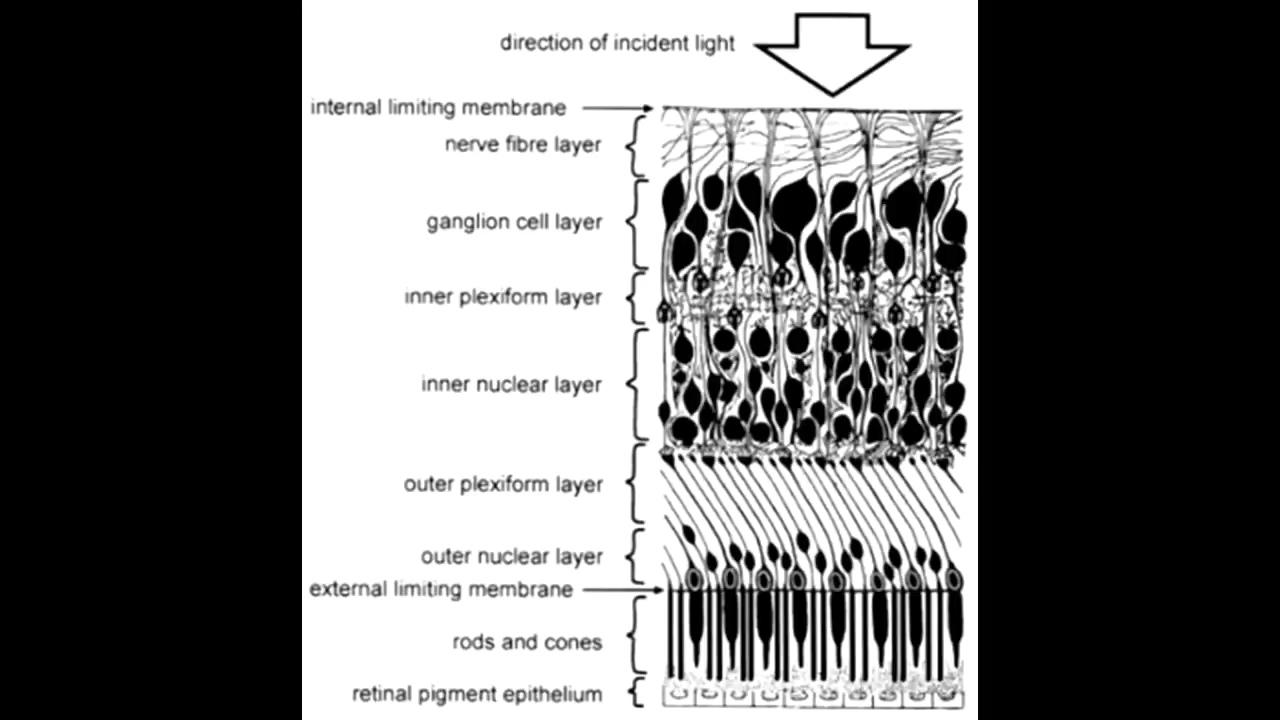 direction of incident light
internal limiting membrane
nerve fibre layer
ganglion cell layer
inner plexiform layer
inner nuclear layer
outer plexiform layer
outer nuclear layer
external limiting membrane
rods and cones
retinal pigment epithelium